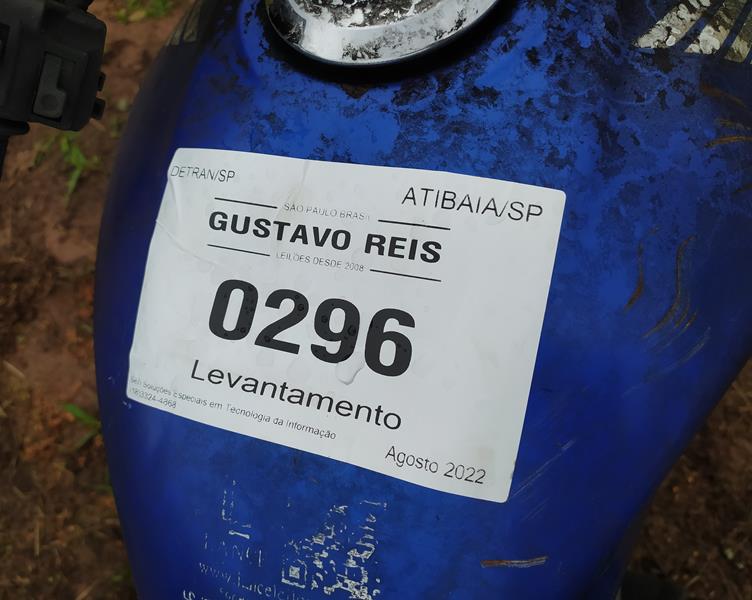 DETRAN/SP
ATIBAIA/SP
SÃO PAULO BRASIL
GUSTAVO REIS
LEILÕES DESDE 2008
0296
Levantamento
Soluções Especiais em Tecnologia da Informação
Agosto 2022